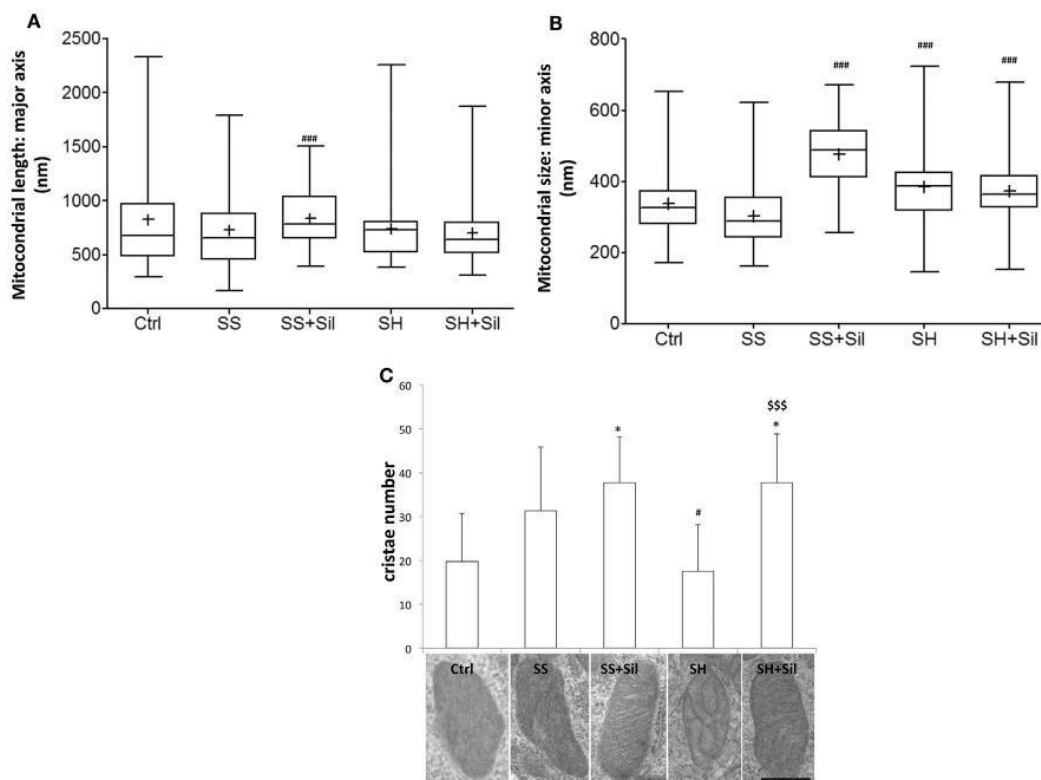 A
Mitocondrial length: major axis
(nm)
2500
2000
1500
1000
500
0
###
Ctrl SS SS+Sil SH SH+Sil
B
Mitocondrial size: minor axis
(nm)
800
600
400
200
0
### ### ###
Ctrl SS SS+Sil SH SH+Sil
C
cristae number
60
50
40
30
20
10
0
$$$
* *
#
Ctrl SS SS+Sil SH SH+Sil